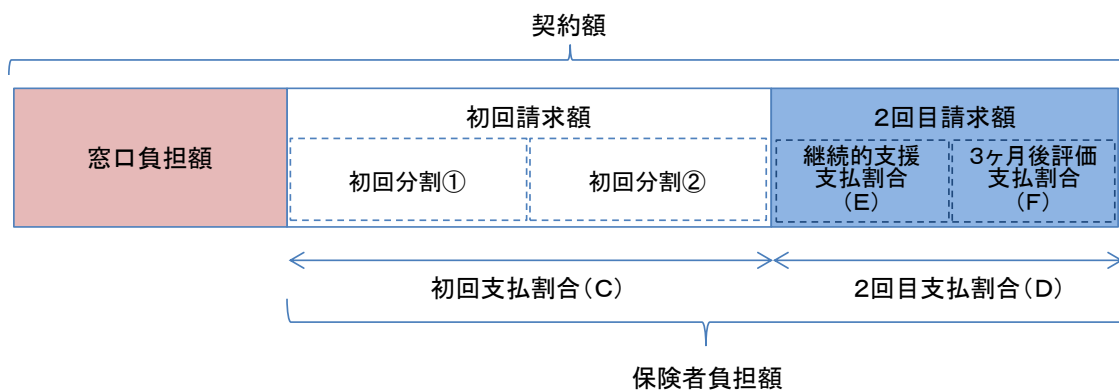 契約額
窓口負担額
初回請求額
初回分割①
初回分割②
2回目請求額
継続的支援
支払割合
(E)
3ヶ月後評価
支払割合
(F)
初回支払割合(C)
2回目支払割合(D)
保険者負担額